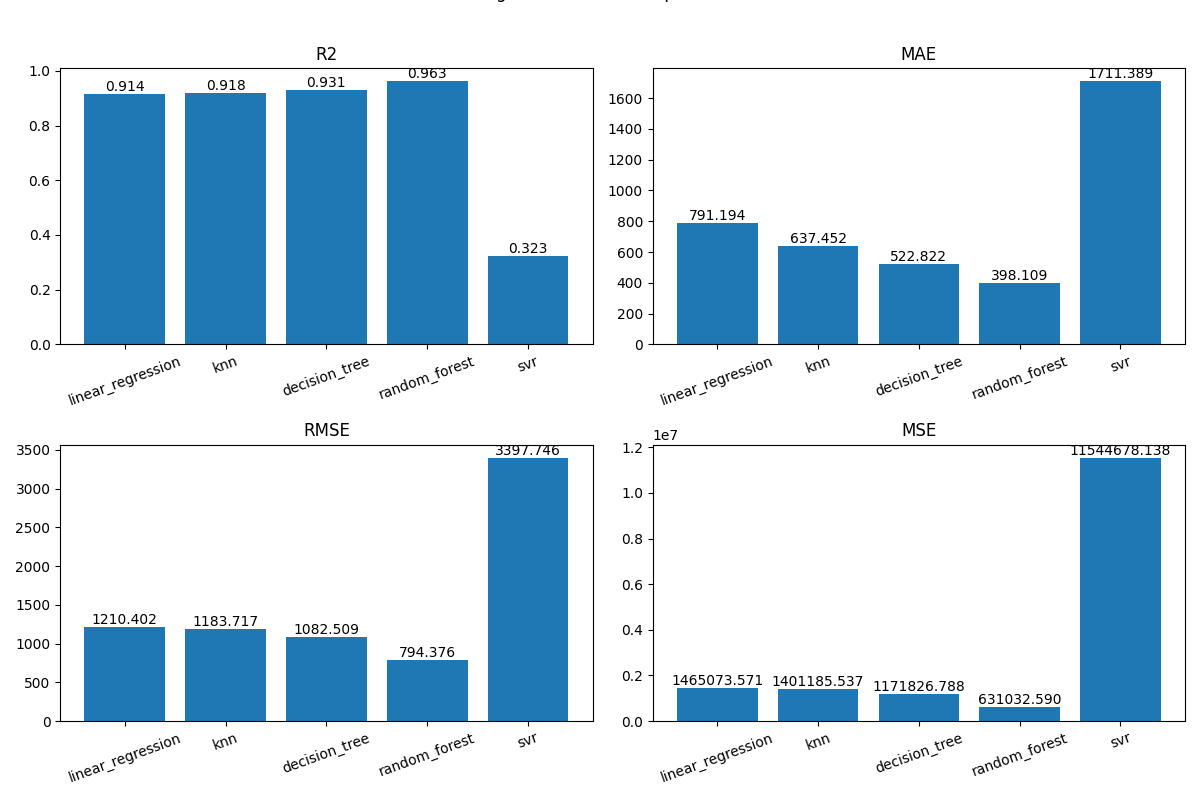 R2
1.0
0.8
0.6
0.4
0.2
0.0
0.914
0.918
0.931
0.963
0.323
linear_regression
knn
decision_tree
random_forest
svr
MAE
1600
1400
1200
1000
800
600
400
200
0
791.194
637.452
522.822
398.109
1711.389
linear_regression
knn
decision_tree
random_forest
svr
RMSE
3500
3000
2500
2000
1500
1000
500
0
1210.402
1183.717
1082.509
794.376
3397.746
linear_regression
knn
decision_tree
random_forest
svr
MSE
1e7
1.2
1.0
0.8
0.6
0.4
0.2
0.0
1465073.571
1401185.537
1171826.788
631032.590
11544678.138
linear_regression
knn
decision_tree
random_forest
svr